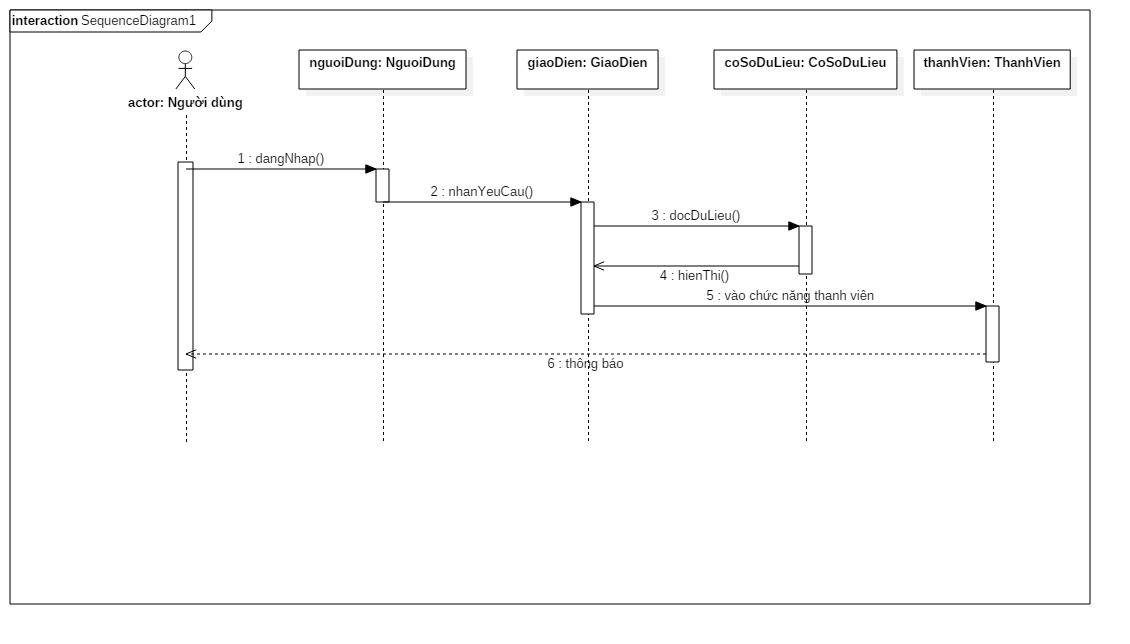 interaction SequenceDiagram1
nguoiDung: NguoiDung
giaoDien: GiaoDien
coSoDuLieu: CoSoDuLieu
thanhVien: ThanhVien
actor: Người dùng
1 : dangNhap()
2 : nhanYeuCau()
3 : docDuLieu()
4 : hienThi()
5 : vào chức năng thanh viên
6 : thông báo